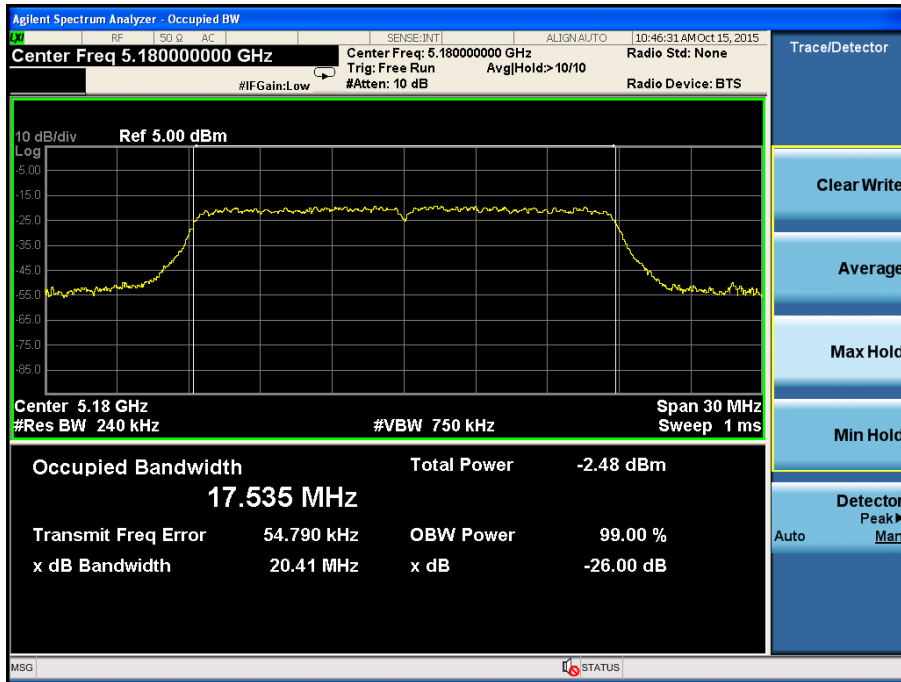 Agilent Spectrum Analyzer - Occupied BW
LXI RF 50 Ω AC SENSE:INT ALIGN AUTO 10:46:31 AM Oct 15, 2015
Center Freq 5.180000000 GHz
Center Freq: 5.180000000 GHz
Radio Std: None
Trig: Free Run Avg|Hold:>10/10
#IFGain:Low
#Atten: 10 dB
Radio Device: BTS
10 dB/div Ref 5.00 dBm
Log
-5.00
-15.0
-25.0
-35.0
-45.0
-55.0
-65.0
-75.0
-85.0
Center 5.18 GHz Span 30 MHz
#Res BW 240 kHz #VBW 750 kHz Sweep 1 ms
Occupied Bandwidth
17.535 MHz
Total Power -2.48 dBm
Transmit Freq Error 54.790 kHz OBW Power 99.00 %
x dB Bandwidth 20.41 MHz x dB -26.00 dB
MSG STATUS
Trace/Detector
Clear Write
Average
Max Hold
Min Hold
Detector
Peak▶
Auto Man